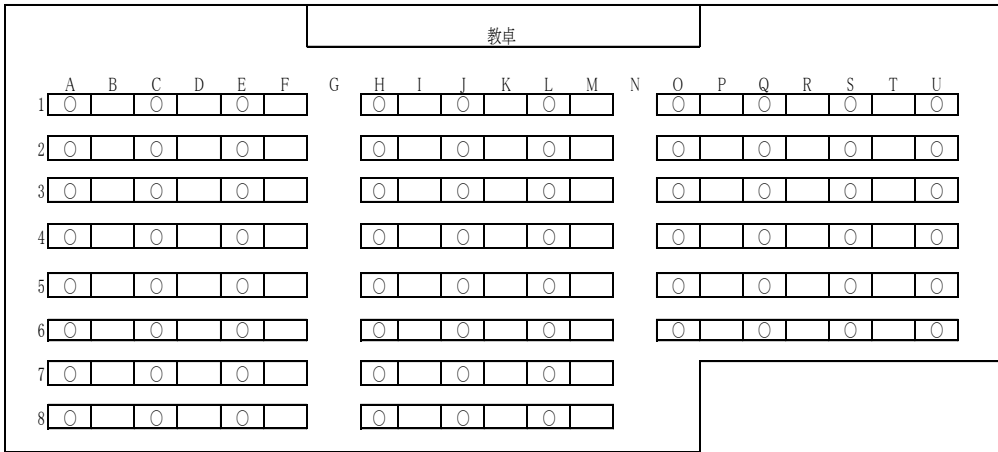 教卓
A B C D E F G H I J K L M N O P Q R S T U
1 ○ ○ ○ ○ ○ ○ ○ ○ ○ ○
2 ○ ○ ○ ○ ○ ○ ○ ○ ○ ○
3 ○ ○ ○ ○ ○ ○ ○ ○ ○ ○
4 ○ ○ ○ ○ ○ ○ ○ ○ ○ ○
5 ○ ○ ○ ○ ○ ○ ○ ○ ○ ○
6 ○ ○ ○ ○ ○ ○ ○ ○ ○ ○
7 ○ ○ ○ ○ ○ ○
8 ○ ○ ○ ○ ○ ○